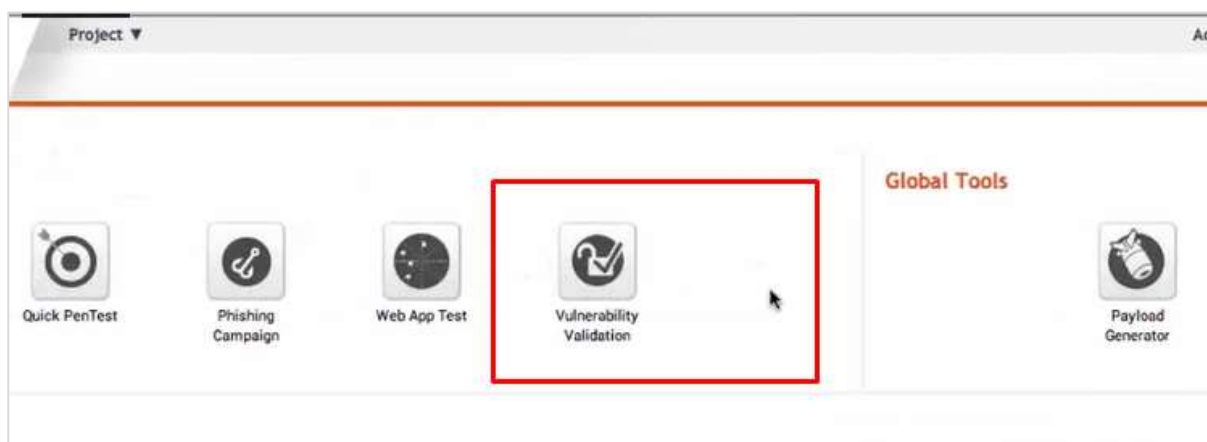 Project ▼
Global Tools
Quick PenTest
Phishing
Campaign
Web App Test
Vulnerability
Validation
Payload
Generator